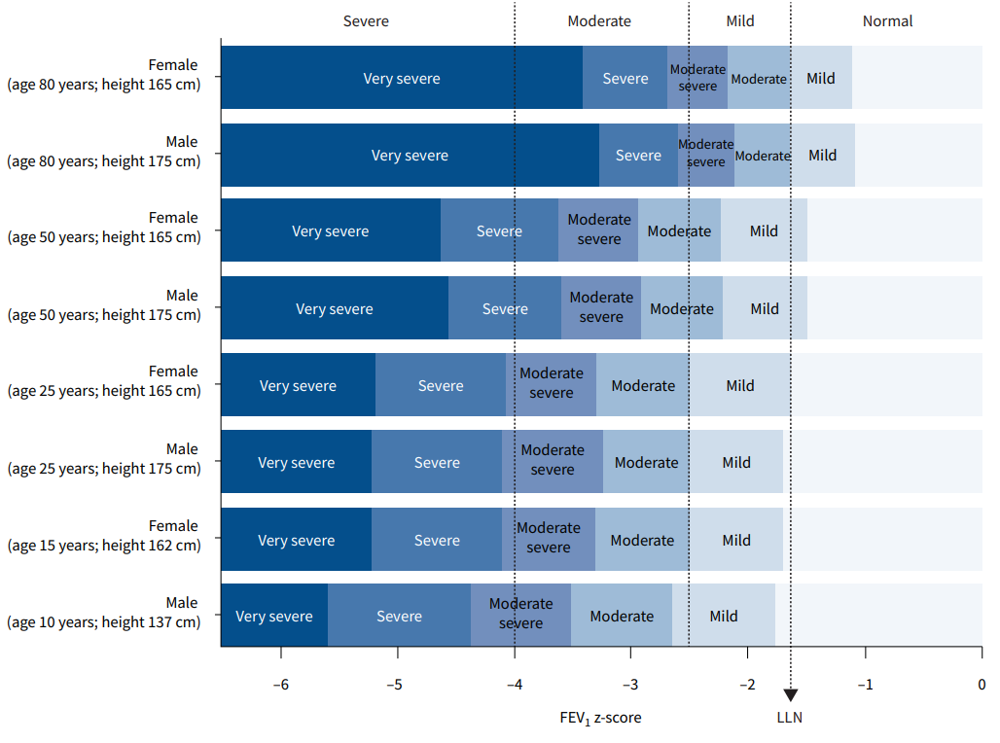 Severe Moderate Mild Normal
Female
(age 80 years; height 165 cm)
Very severe Severe Moderate severe Moderate Mild
Male
(age 80 years; height 175 cm)
Very severe Severe Moderate severe Moderate Mild
Female
(age 50 years; height 165 cm)
Very severe Severe Moderate severe Moderate Mild
Male
(age 50 years; height 175 cm)
Very severe Severe Moderate severe Moderate Mild
Female
(age 25 years; height 165 cm)
Very severe Severe Moderate severe Moderate Mild
Male
(age 25 years; height 175 cm)
Very severe Severe Moderate severe Moderate Mild
Female
(age 15 years; height 162 cm)
Very severe Severe Moderate severe Moderate Mild
Male
(age 10 years; height 137 cm)
Very severe Severe Moderate severe Moderate Mild
–6 –5 –4 –3 –2 –1 0
FEV1 z-score LLN